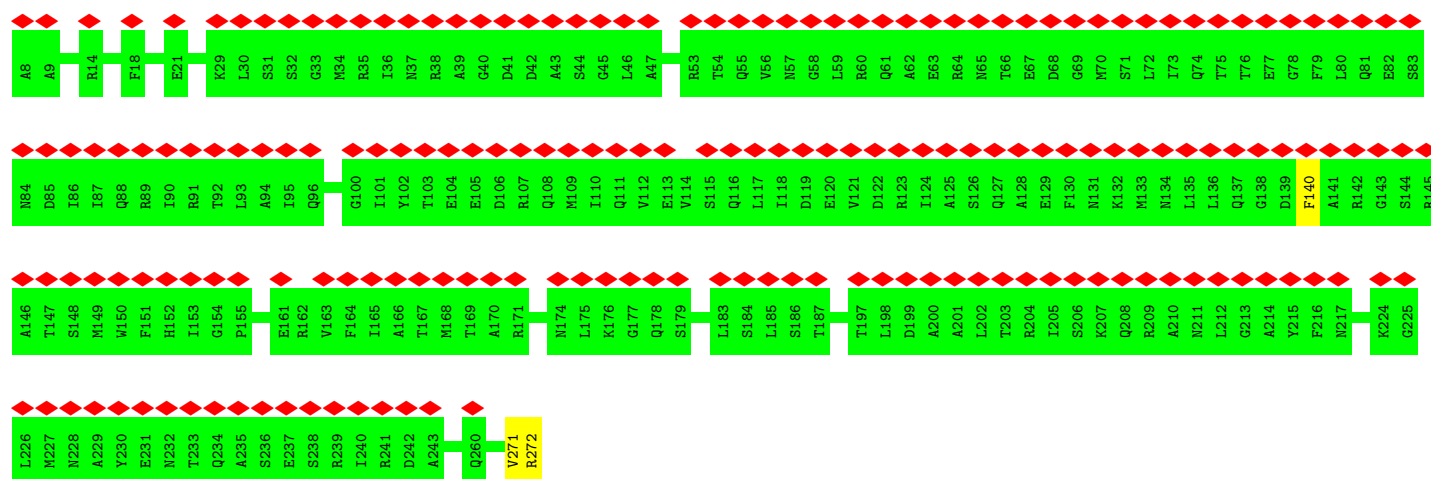 A8 A9 R14 F18 E21 K29 L30 S31 S32 G33 M34 R35 I36 N37 R38 A39 G40 D41 D42 A43 S44 G45 L46 A47 R53 T54 Q55 V56 N57 G58 L59 R60 Q61 A62 E63 R64 N65 T66 E67 D68 G69 M70 S71 L72 I73 Q74 T75 T76 E77 G78 F79 L80 Q81 E82 S83
N84 D85 I86 I87 Q88 R89 I90 R91 T92 L93 A94 I95 Q96 G100 I101 Y102 T103 E104 E105 D106 R107 Q108 M109 I110 Q111 V112 E113 V114 S115 Q116 L117 I118 D119 E120 V121 D122 R123 I124 A125 S126 Q127 A128 E129 F130 N131 K132 M133 N134 L135 L136 Q137 G138 D139 F140 A141 R142 G143 S144 R145
A146 T147 S148 M149 W150 F151 H152 I153 G154 P155 E161 R162 V163 F164 I165 A166 T167 M168 T169 A170 R171 N174 L175 K176 G177 Q178 S179 L183 S184 L185 S186 T187 T197 L198 D199 A200 A201 L202 T203 R204 I205 S206 K207 Q208 R209 A210 N211 L212 G213 A214 Y215 F216 N217 K224 G225
L226 M227 N228 A229 Y230 E231 N232 T233 Q234 A235 S236 E237 S238 R239 I240 R241 D242 A243 Q260 V271 R272